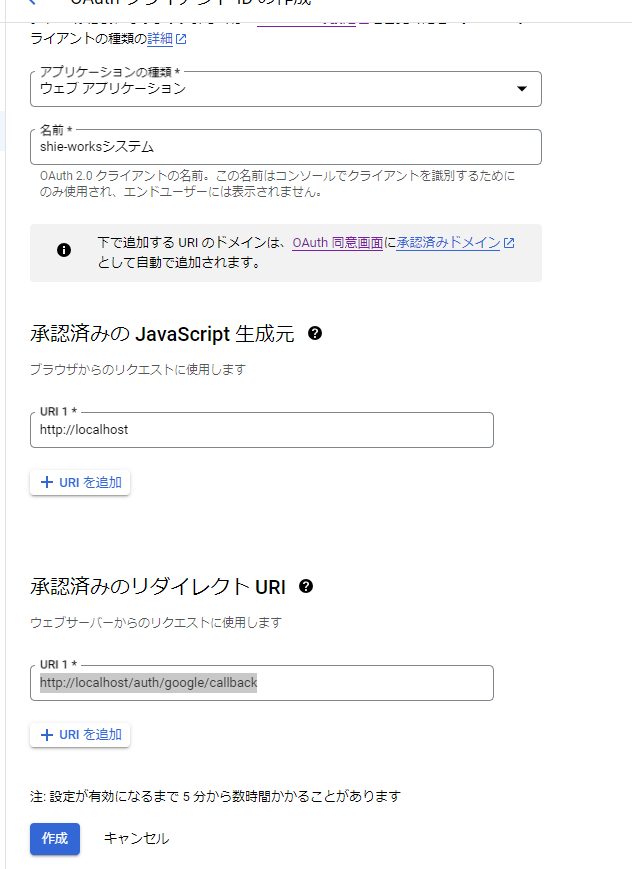 ライアントの種類の詳細
アプリケーションの種類 *
ウェブ アプリケーション
名前 *
shie-worksシステム
OAuth 2.0 クライアントの名前。この名前はコンソールでクライアントを識別するために
のみ使用され、エンドユーザーには表示されません。
下で追加する URI のドメインは、OAuth 同意画面に承認済みドメイン
として自動で追加されます。
承認済みの JavaScript 生成元
ブラウザからのリクエストに使用します
URI 1 *
http://localhost
+ URI を追加
承認済みのリダイレクト URI
ウェブサーバーからのリクエストに使用します
URI 1 *
http://localhost/auth/google/callback
+ URI を追加
注: 設定が有効になるまで 5 分から数時間かかることがあります
作成 キャンセル